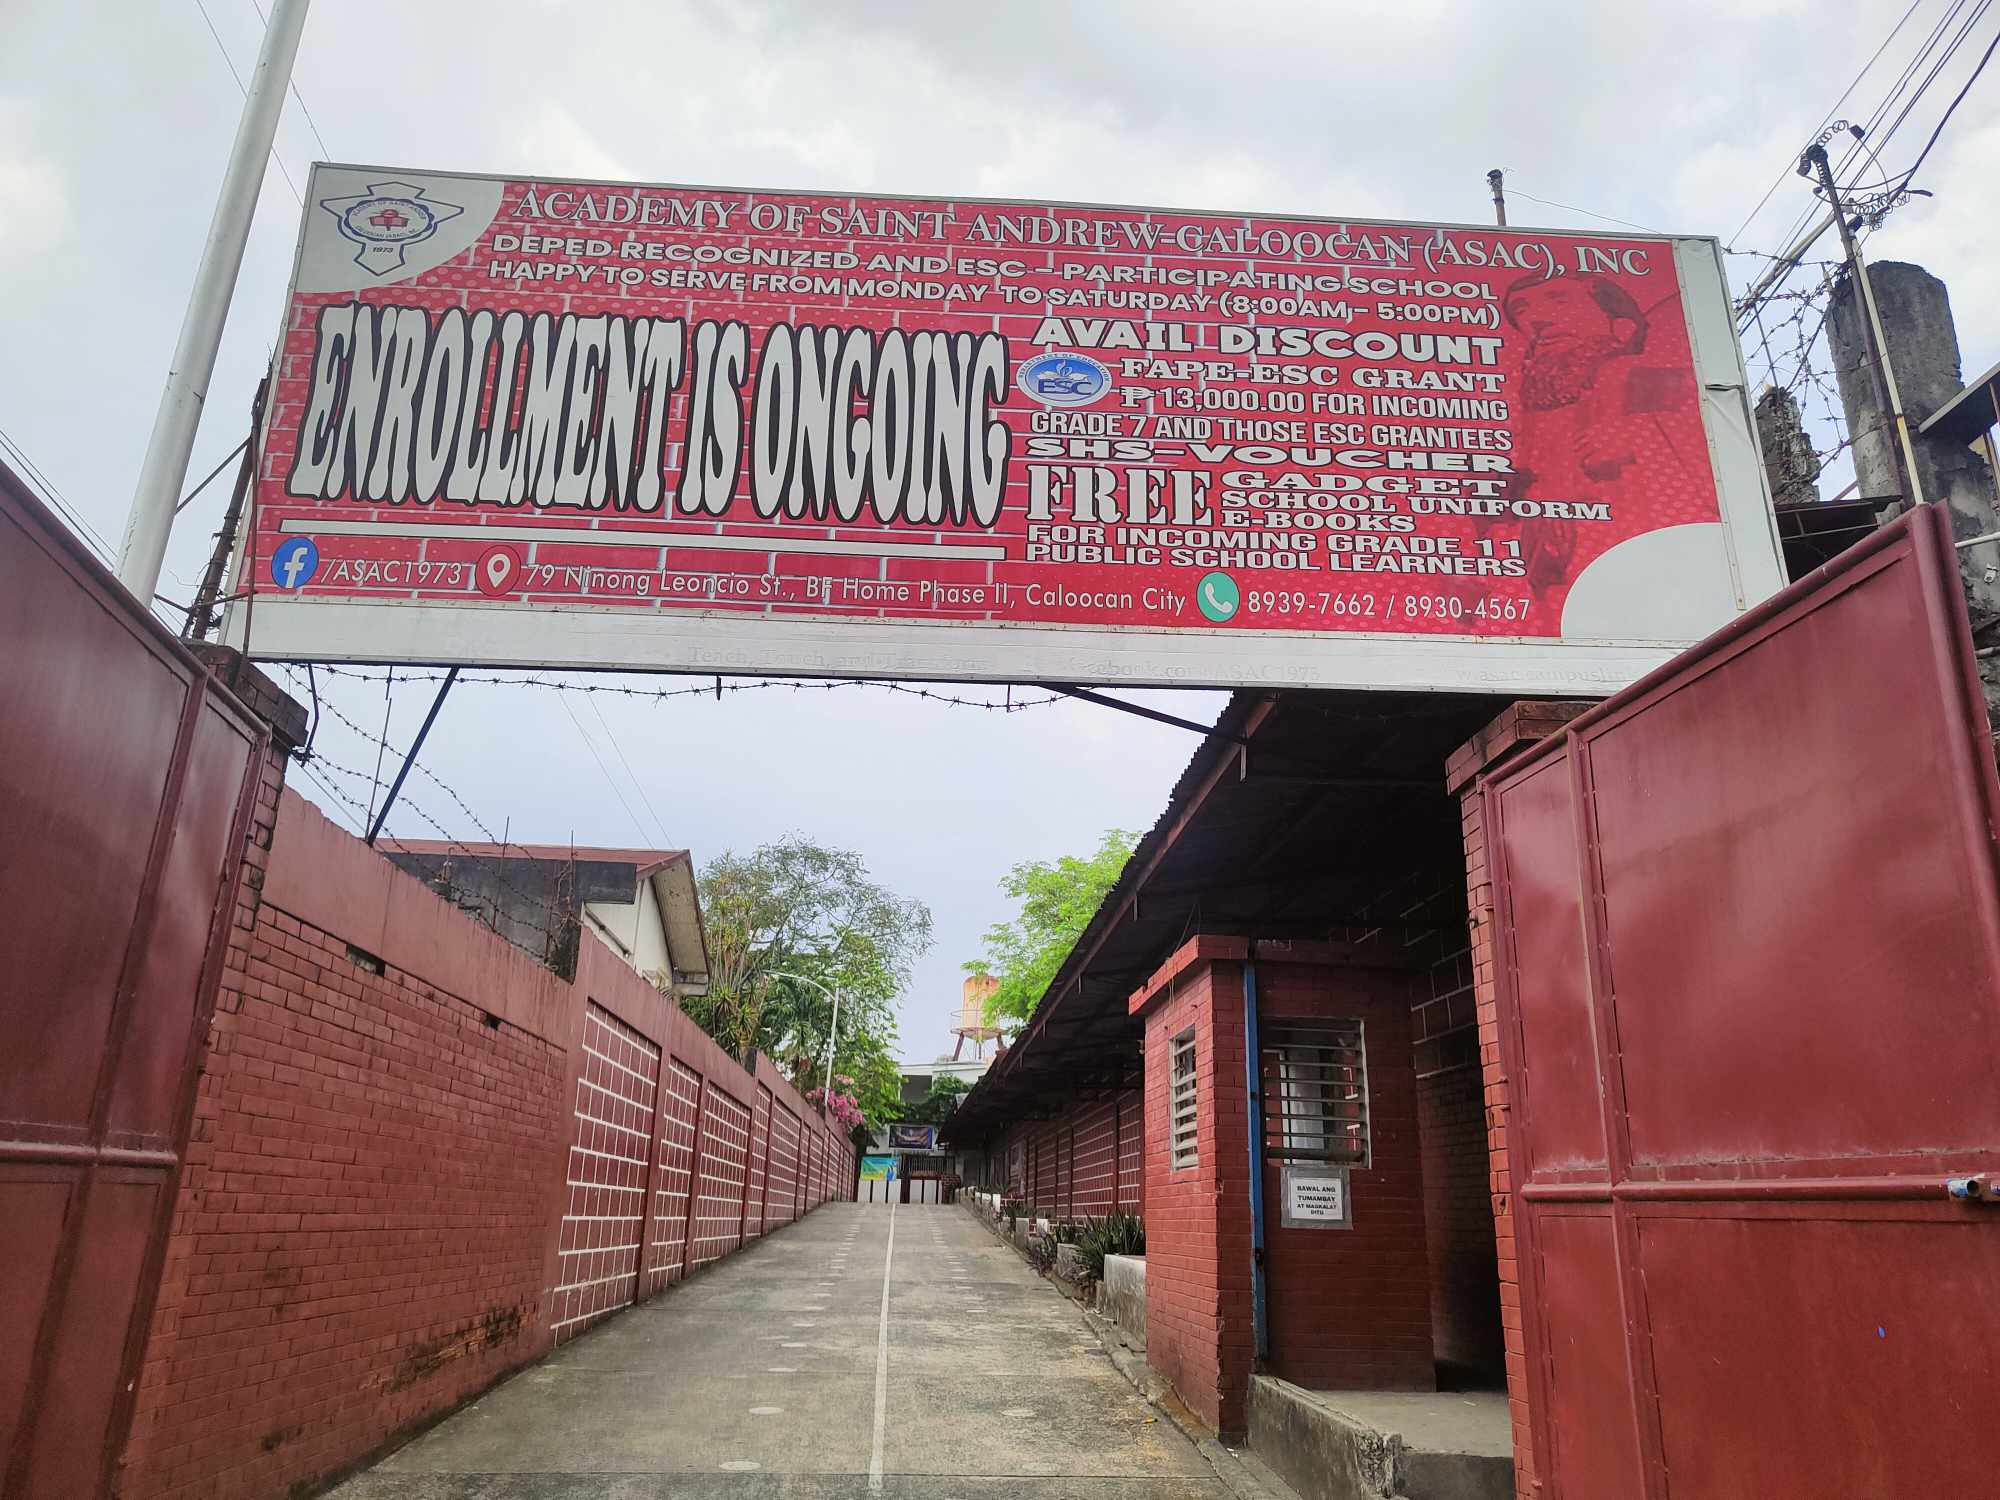 ACADEMY OF SAINT ANDREW-CALOOCAN (ASAC), INC
DEPED RECOGNIZED AND ESC - PARTICIPATING SCHOOL
HAPPY TO SERVE FROM MONDAY TO SATURDAY (8:00AM - 5:00PM)
1973
ENROLLMENT IS ONGOING
AVAIL DISCOUNT
ESC
FAPE-ESC GRANT
₱ 13,000.00 FOR INCOMING
GRADE 7 AND THOSE ESC GRANTEES
SHS-VOUCHER
FREE GADGET
SCHOOL UNIFORM
E-BOOKS
FOR INCOMING GRADE 11
PUBLIC SCHOOL LEARNERS
/ASAC1973 79 Ninong Leoncio St., BF Home Phase II, Caloocan City 8939-7662 / 8930-4567
Teach, Touch, and Transform
BAWAL ANG
TUMAMBAY
AT MAGKALAT
DITO